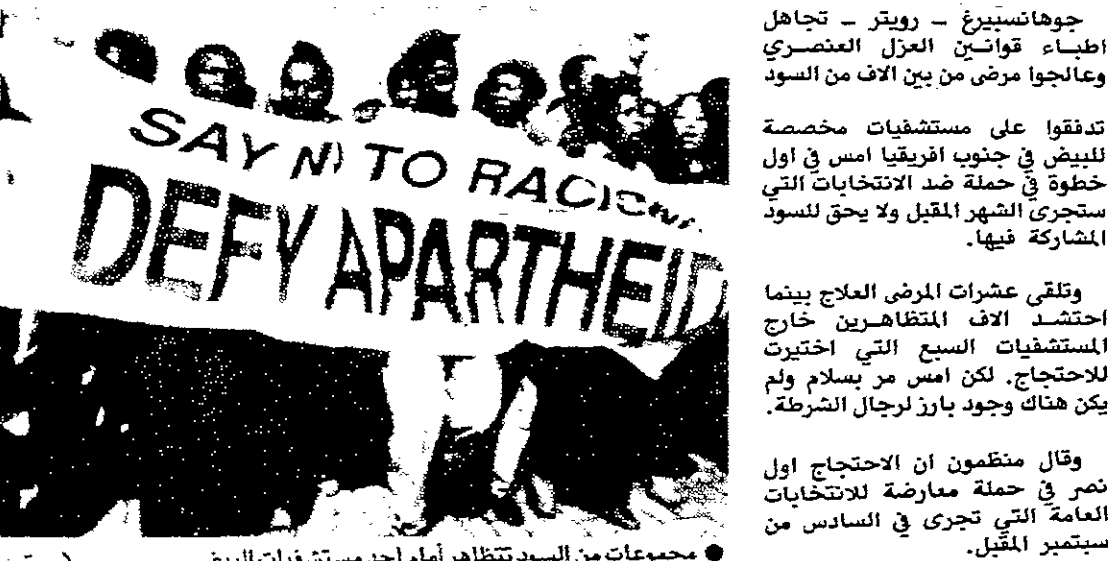 جوهانسبيرغ – رويتر – تجاهل
اطباء قوانين العزل العنصري
وعالجوا مرضى من بين الاف من السود
تدفقوا على مستشفيات مخصصة
للبيض في جنوب افريقيا امس في اول
خطوة في حملة ضد الانتخابات التي
ستجرى الشهر المقبل ولا يحق للسود
المشاركة فيها.
وتلقى عشرات المرضى العلاج بينما
احتشد الاف المتظاهرين خارج
المستشفيات السبع التي اختيرت
للاحتجاج. لكن امس مر بسلام ولم
يكن هناك وجود بارز لرجال الشرطة.
وقال منظمون ان الاحتجاج اول
نصر في حملة معارضة للانتخابات
العامة التي تجرى في السادس من
سبتمبر المقبل.
SAY NO TO RACISM
DEFY APARTHEID
● مجموعات من السود تتظاهر أمام احد مستشفيات البيض